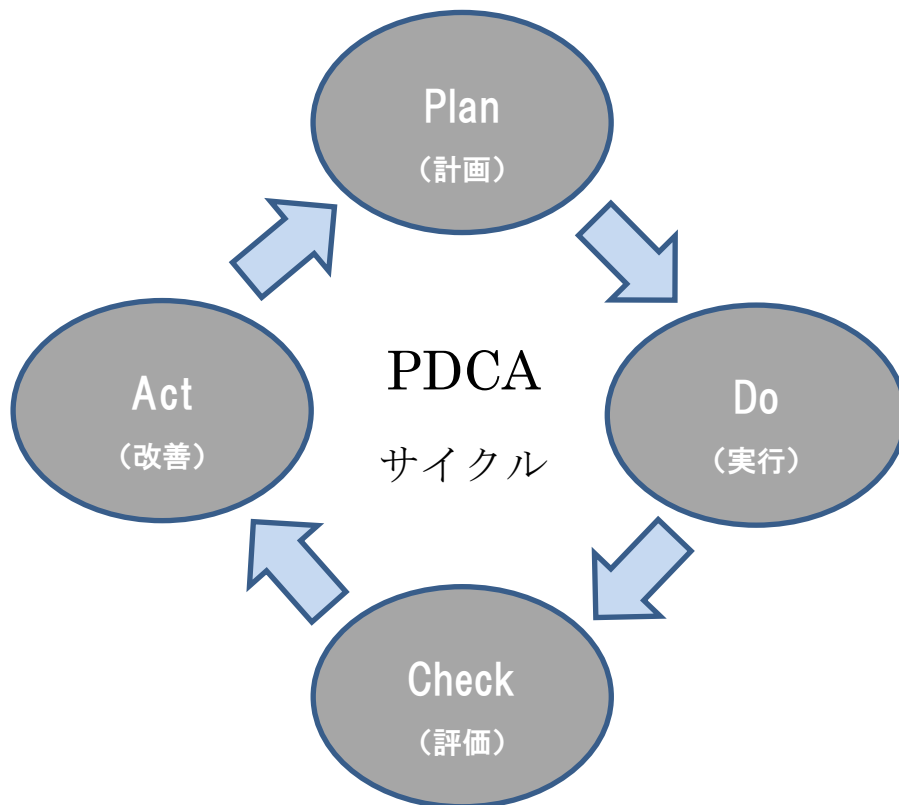 Plan
（計画）
Do
（実行）
Check
（評価）
Act
（改善）
PDCA
サイクル